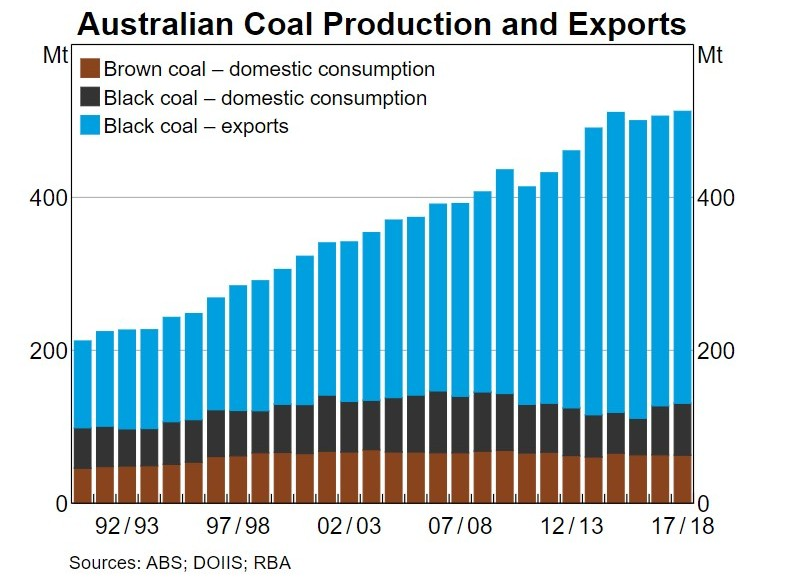 Australian Coal Production and Exports
Mt Mt
Brown coal – domestic consumption
Black coal – domestic consumption
Black coal – exports
400 400
200 200
0 0
92 / 93 97 / 98 02 / 03 07 / 08 12 / 13 17 / 18
Sources: ABS; DOIIS; RBA